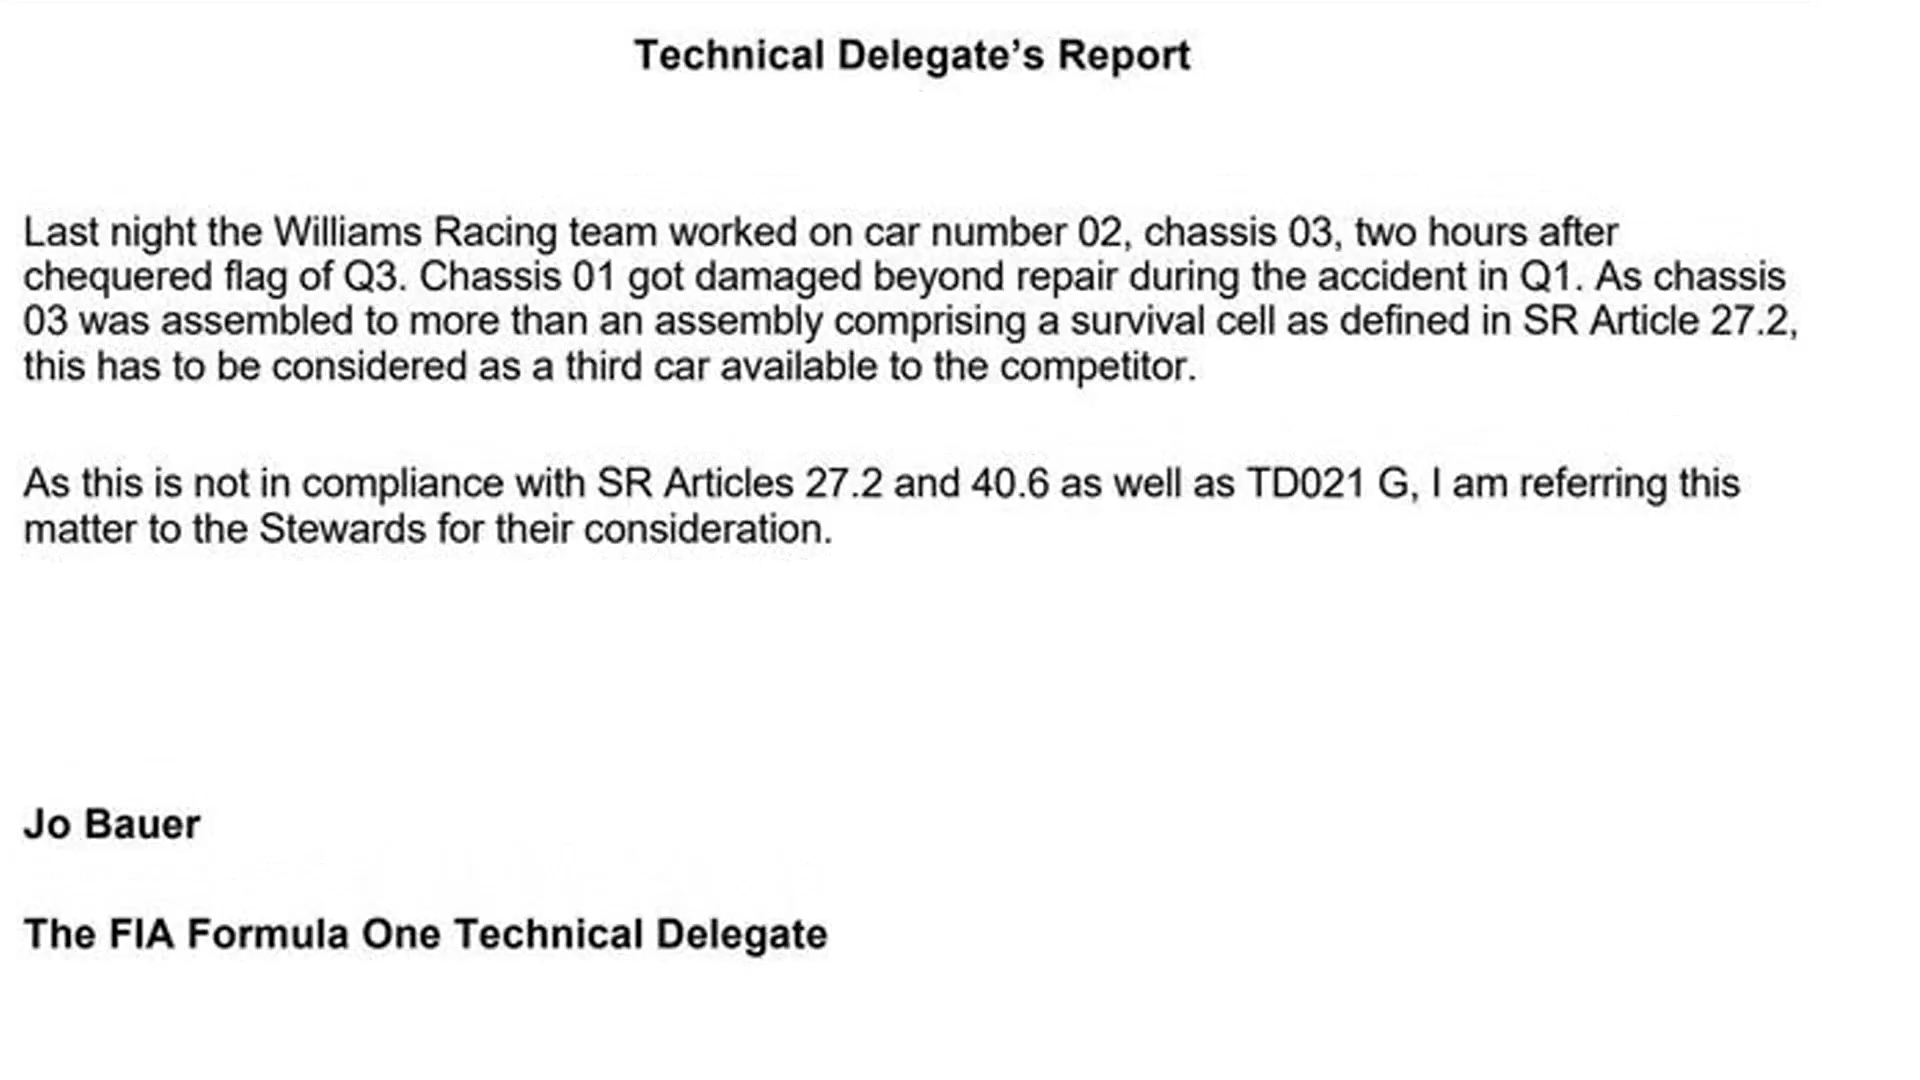 Technical Delegate’s Report
Last night the Williams Racing team worked on car number 02, chassis 03, two hours after
chequered flag of Q3. Chassis 01 got damaged beyond repair during the accident in Q1. As chassis
03 was assembled to more than an assembly comprising a survival cell as defined in SR Article 27.2,
this has to be considered as a third car available to the competitor.
As this is not in compliance with SR Articles 27.2 and 40.6 as well as TD021 G, I am referring this
matter to the Stewards for their consideration.
Jo Bauer
The FIA Formula One Technical Delegate